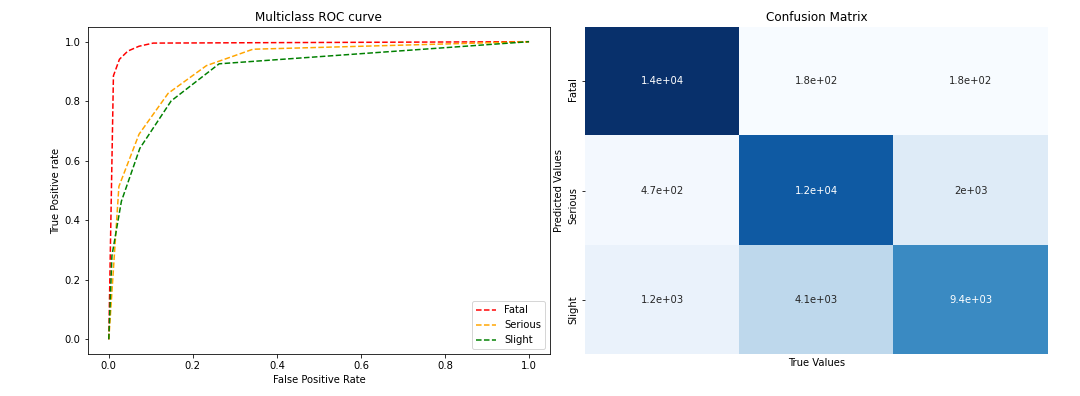 Multiclass ROC curve
True Positive rate
1.0
0.8
0.6
0.4
0.2
0.0
0.0 0.2 0.4 0.6 0.8 1.0
False Positive Rate
Fatal
Serious
Slight
Confusion Matrix
Predicted Values
Fatal
1.4e+04 1.8e+02 1.8e+02
Serious
4.7e+02 1.2e+04 2e+03
Slight
1.2e+03 4.1e+03 9.4e+03
True Values